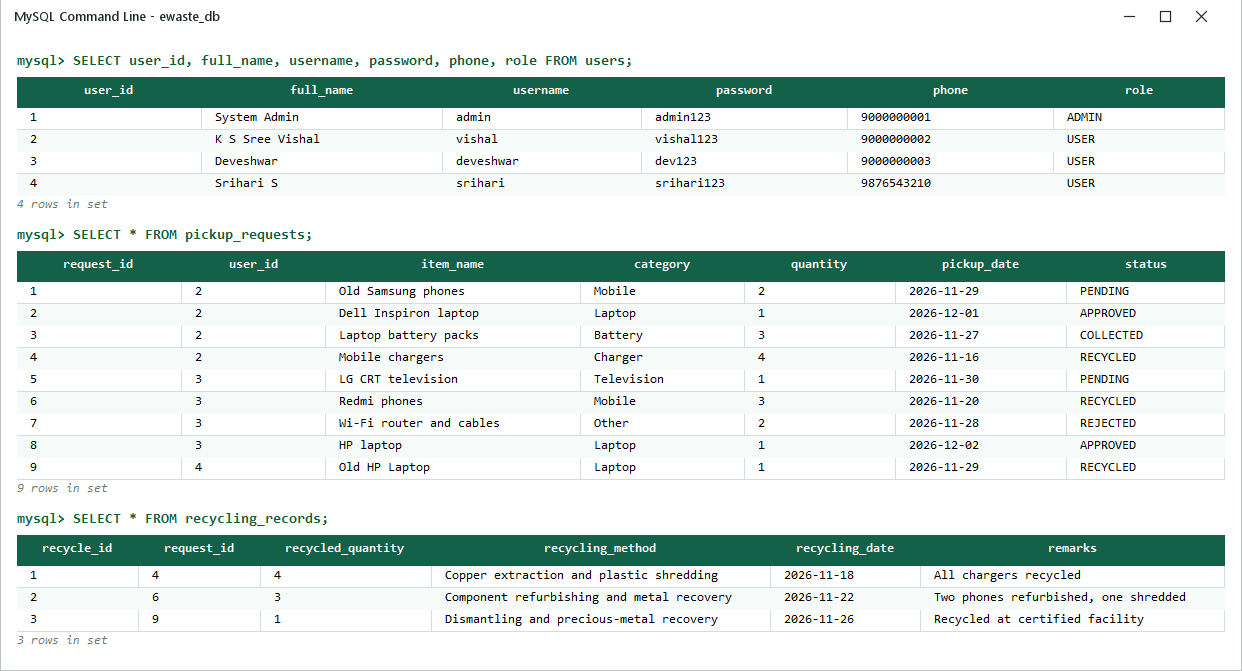 MySQL Command Line - ewaste_db
mysql> SELECT user_id, full_name, username, password, phone, role FROM users;
user_id full_name username password phone role
1 System Admin admin admin123 9000000001 ADMIN
2 K S Sree Vishal vishal vishal123 9000000002 USER
3 Deveshwar deveshwar dev123 9000000003 USER
4 Srihari S srihari srihari123 9876543210 USER
4 rows in set
mysql> SELECT * FROM pickup_requests;
request_id user_id item_name category quantity pickup_date status
1 2 Old Samsung phones Mobile 2 2026-11-29 PENDING
2 2 Dell Inspiron laptop Laptop 1 2026-12-01 APPROVED
3 2 Laptop battery packs Battery 3 2026-11-27 COLLECTED
4 2 Mobile chargers Charger 4 2026-11-16 RECYCLED
5 3 LG CRT television Television 1 2026-11-30 PENDING
6 3 Redmi phones Mobile 3 2026-11-20 RECYCLED
7 3 Wi-Fi router and cables Other 2 2026-11-28 REJECTED
8 3 HP laptop Laptop 1 2026-12-02 APPROVED
9 4 Old HP Laptop Laptop 1 2026-11-29 RECYCLED
9 rows in set
mysql> SELECT * FROM recycling_records;
recycle_id request_id recycled_quantity recycling_method recycling_date remarks
1 4 4 Copper extraction and plastic shredding 2026-11-18 All chargers recycled
2 6 3 Component refurbishing and metal recovery 2026-11-22 Two phones refurbished, one shredded
3 9 1 Dismantling and precious-metal recovery 2026-11-26 Recycled at certified facility
3 rows in set